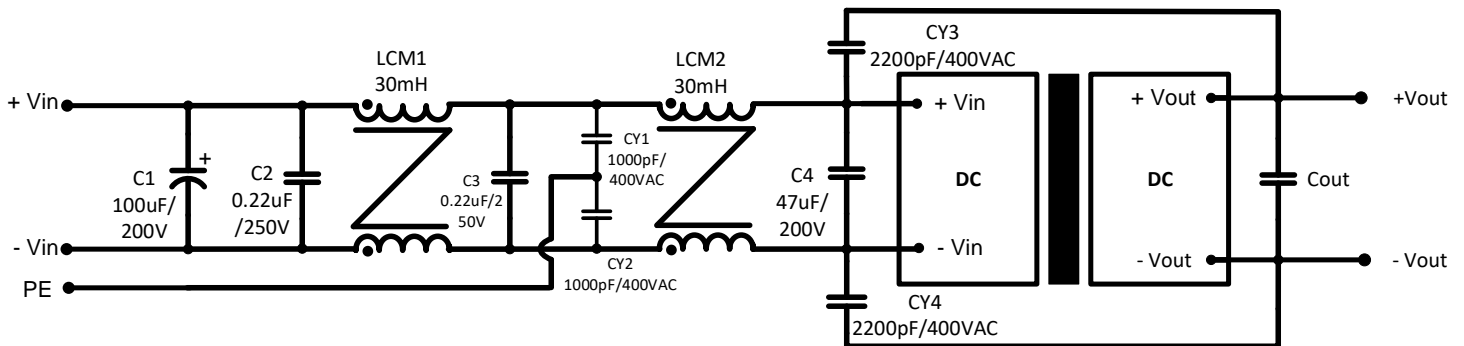 CY3
2200pF/400VAC
LCM1
30mH
LCM2
30mH
+ Vin
+ Vin
+ Vout
+Vout
C1
100uF/
200V
+
C2
0.22uF
/250V
C3
0.22uF/2
50V
CY1
1000pF/
400VAC
C4
47uF/
200V
DC
DC
Cout
- Vin
- Vin
- Vout
- Vout
PE
CY2
1000pF/400VAC
CY4
2200pF/400VAC